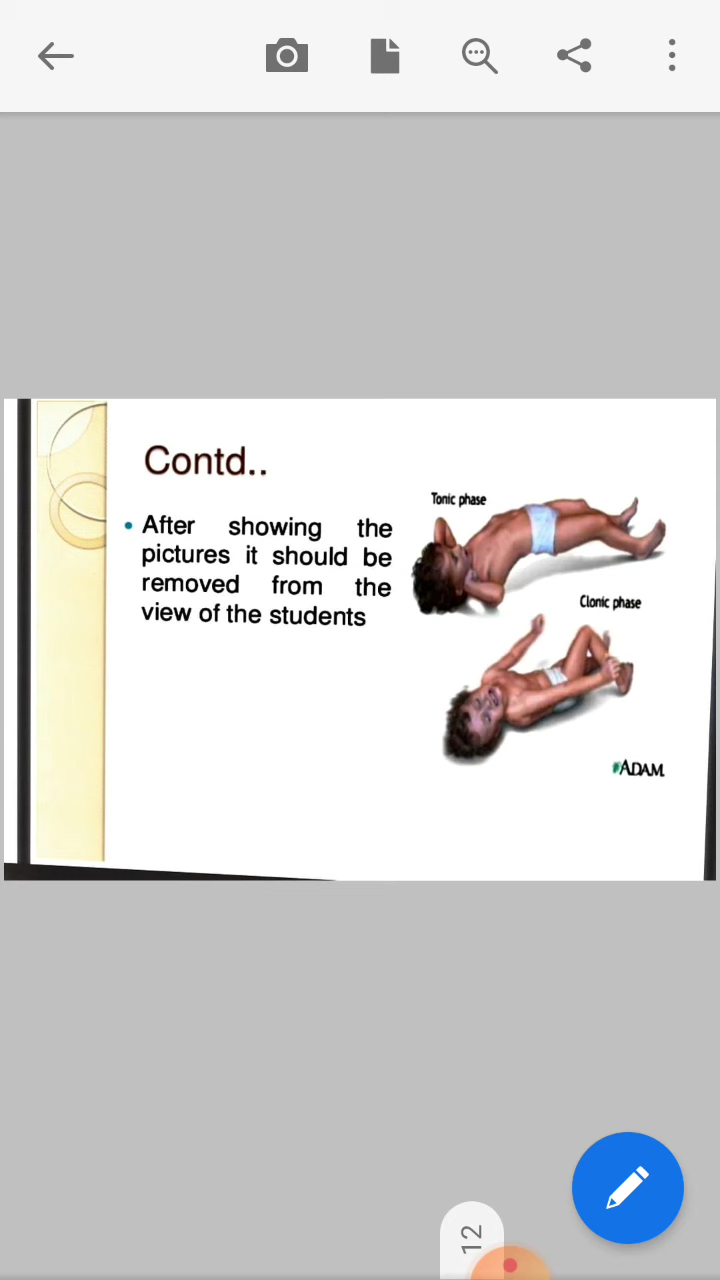 Contd..
• After showing the
pictures it should be
removed from the
view of the students
Tonic phase
Clonic phase
ADAM
12